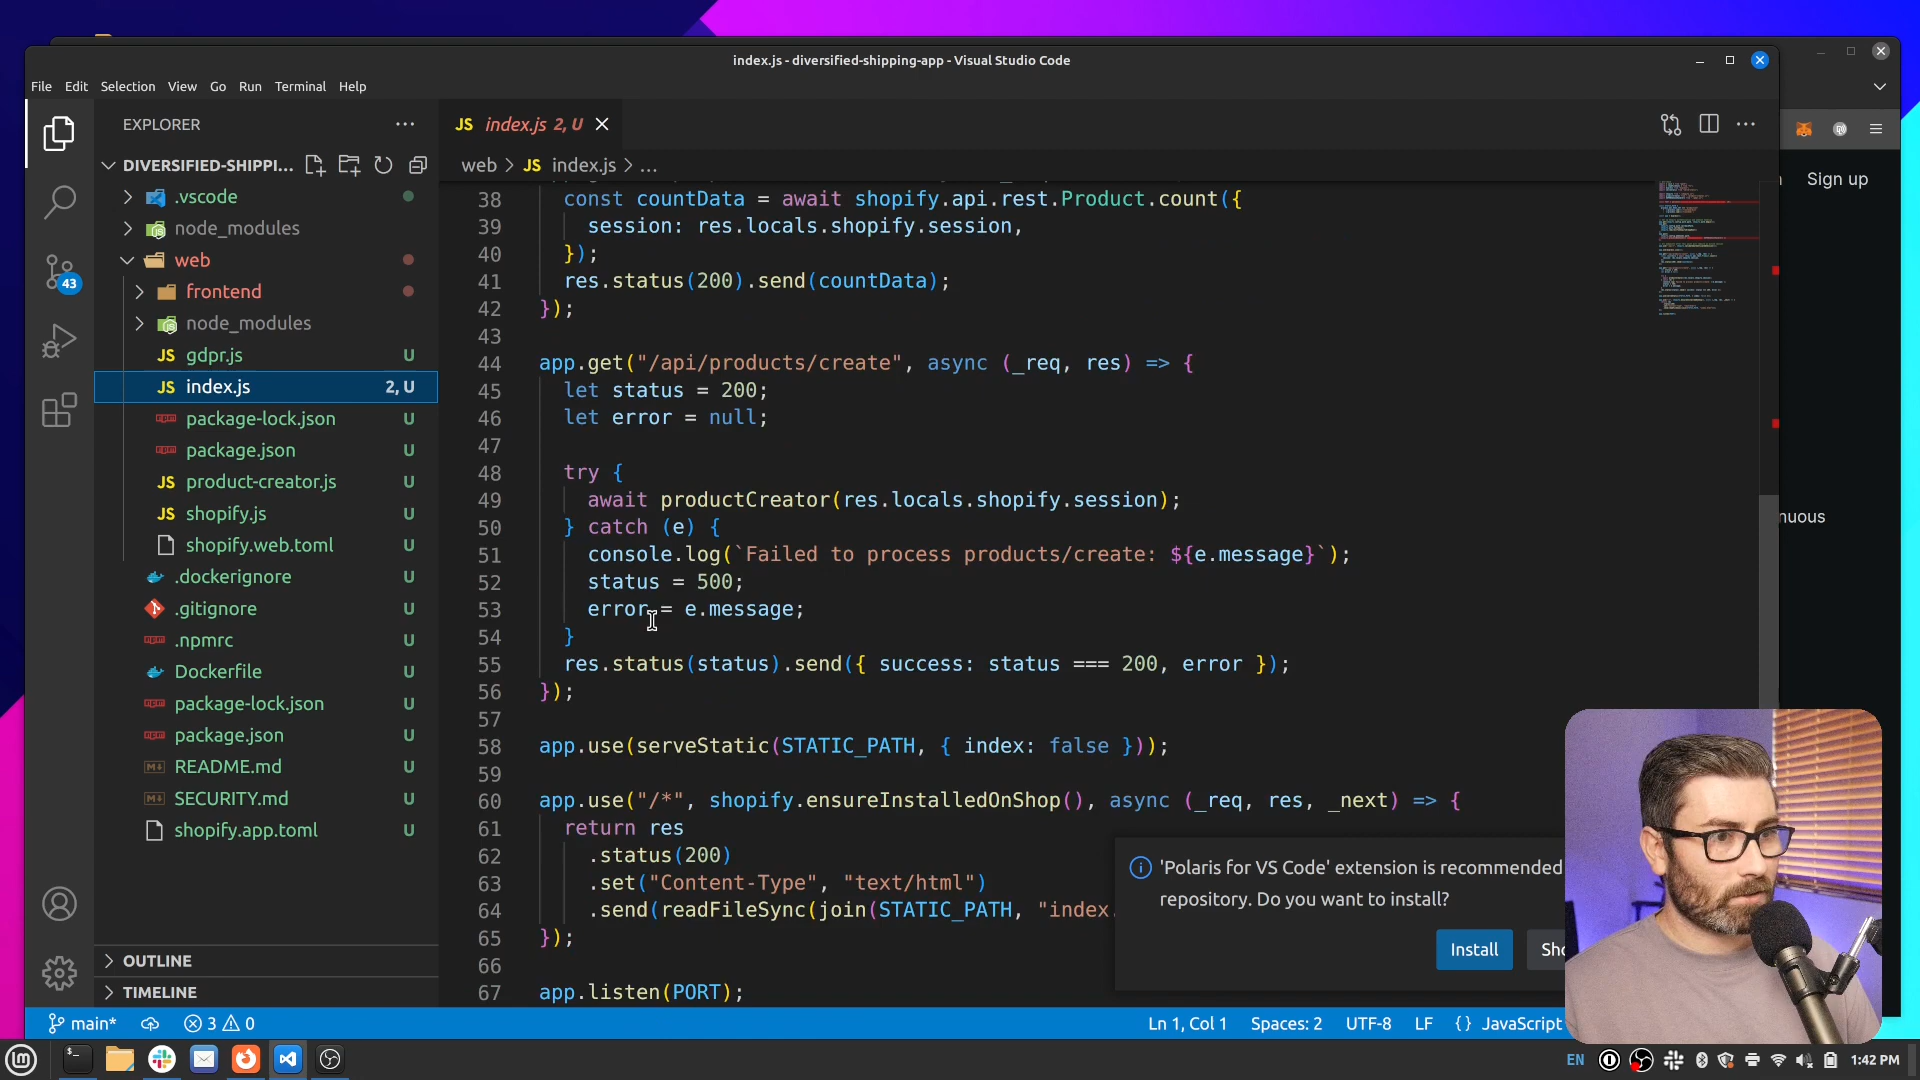 index.js - diversified-shipping-app - Visual Studio Code
File Edit Selection View Go Run Terminal Help
EXPLORER
JS index.js 2, U
DIVERSIFIED-SHIPPI...
web > JS index.js > ...
Sign up
.vscode
node_modules
web
frontend
node_modules
JS gdpr.js U
JS index.js 2, U
package-lock.json U
package.json U
JS product-creator.js U
JS shopify.js U
shopify.web.toml U
.dockerignore U
.gitignore U
.npmrc U
Dockerfile U
package-lock.json U
package.json U
README.md U
SECURITY.md U
shopify.app.toml U
OUTLINE
TIMELINE
43
38 const countData = await shopify.api.rest.Product.count({
39 session: res.locals.shopify.session,
40 });
41 res.status(200).send(countData);
42 });
43
44 app.get("/api/products/create", async (_req, res) => {
45 let status = 200;
46 let error = null;
47
48 try {
49 await productCreator(res.locals.shopify.session);
50 } catch (e) {
51 console.log(`Failed to process products/create: ${e.message}`);
52 status = 500;
53 error = e.message;
54 }
55 res.status(status).send({ success: status === 200, error });
56 });
57
58 app.use(serveStatic(STATIC_PATH, { index: false }));
59
60 app.use("/*", shopify.ensureInstalledOnShop(), async (_req, res, _next) => {
61 return res
62 .status(200)
63 .set("Content-Type", "text/html")
64 .send(readFileSync(join(STATIC_PATH, "index.
65 });
66
67 app.listen(PORT);
nuous
'Polaris for VS Code' extension is recommended
repository. Do you want to install?
Install
Sho
main* 3 0
Ln 1, Col 1 Spaces: 2 UTF-8 LF {} JavaScript
EN 1:42 PM